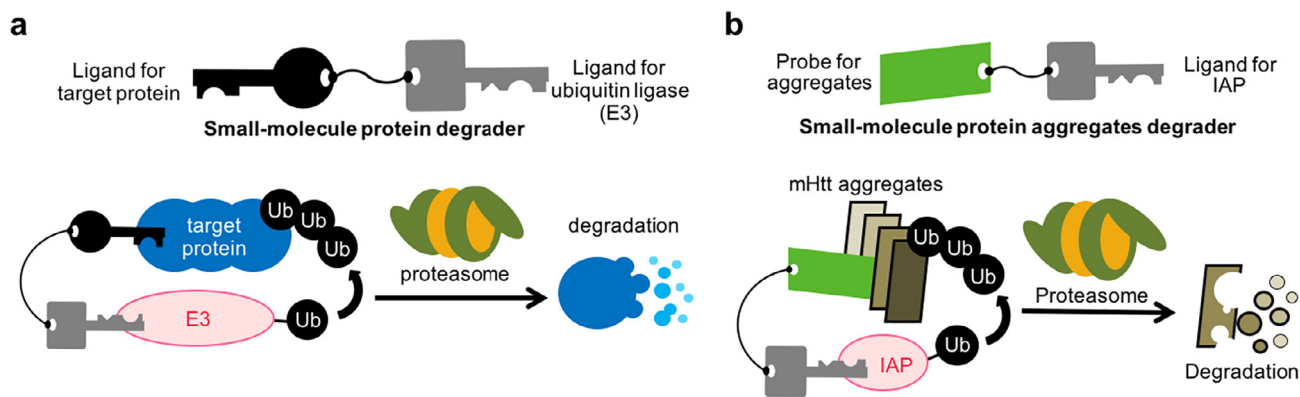 a
Ligand for
target protein
Ligand for
ubiquitin ligase
(E3)
Small-molecule protein degrader
target
protein
Ub
Ub
Ub
E3
Ub
proteasome
degradation
b
Probe for
aggregates
Ligand for
IAP
Small-molecule protein aggregates degrader
mHtt aggregates
Ub
Ub
Ub
IAP
Ub
Proteasome
Degradation